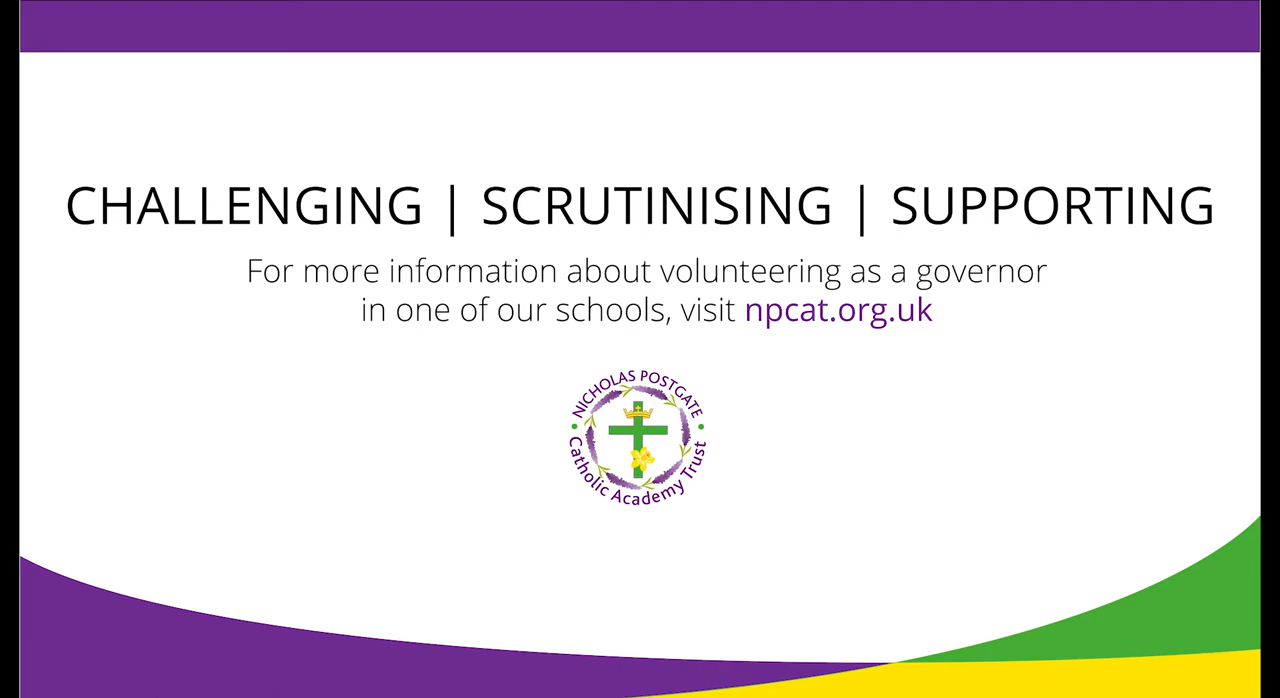 CHALLENGING | SCRUTINISING | SUPPORTING
For more information about volunteering as a governor
in one of our schools, visit npcat.org.uk
NICHOLAS POSTGATE
Catholic Academy Trust